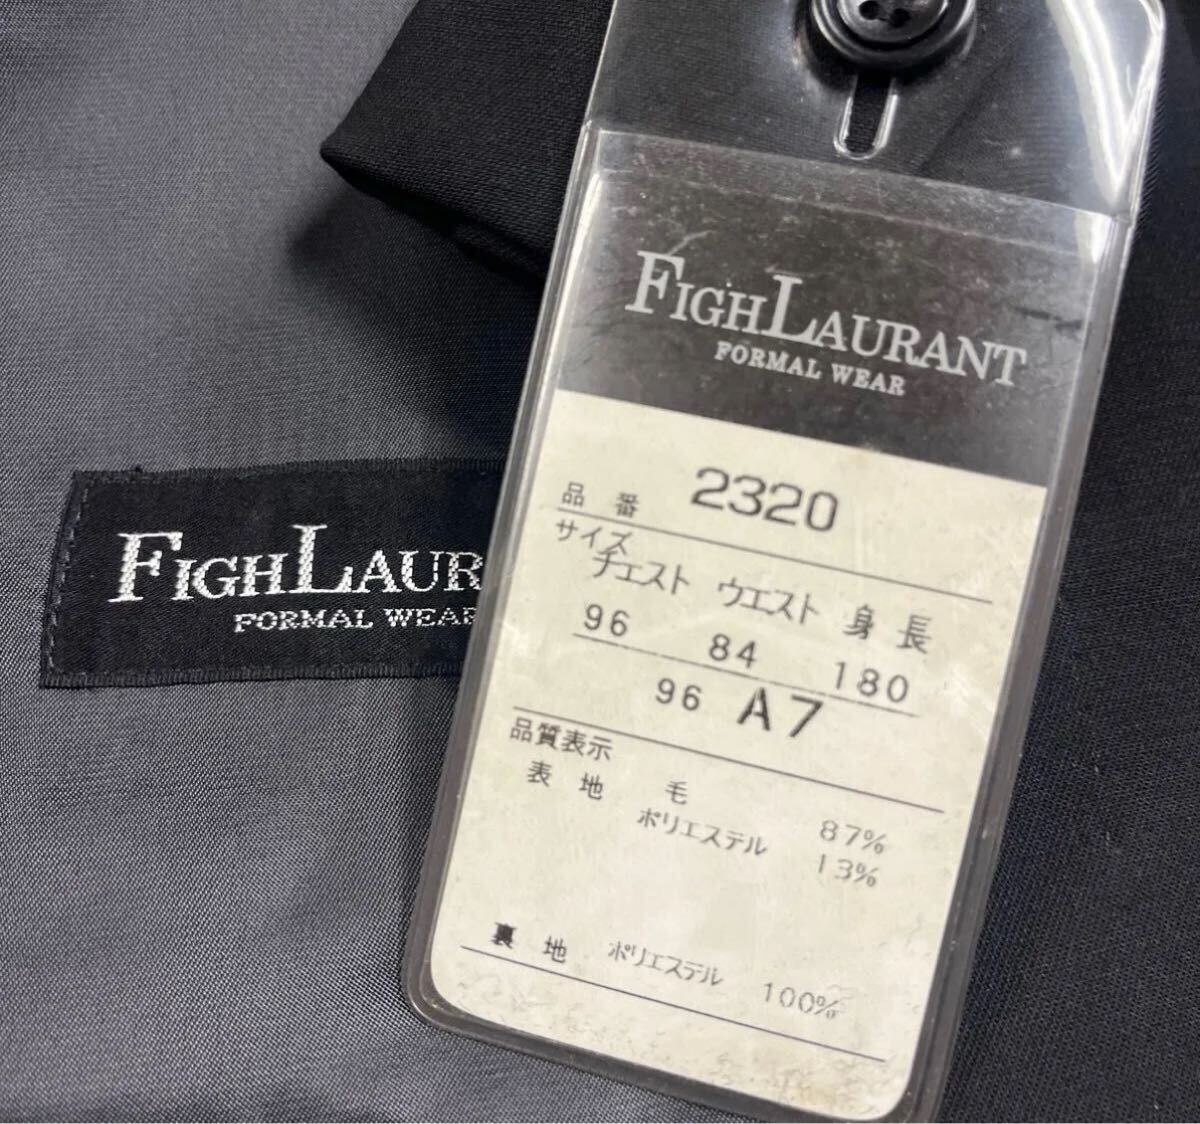 FIGHLAURANT
FORMAL WEAR
品番 2320
サイズ
チェスト ウエスト 身長
96 84 180
96 A7
品質表示
表地 毛 87%
ポリエステル 13%
裏地 ポリエステル 100%
FIGHLAUR
FORMAL WEAR